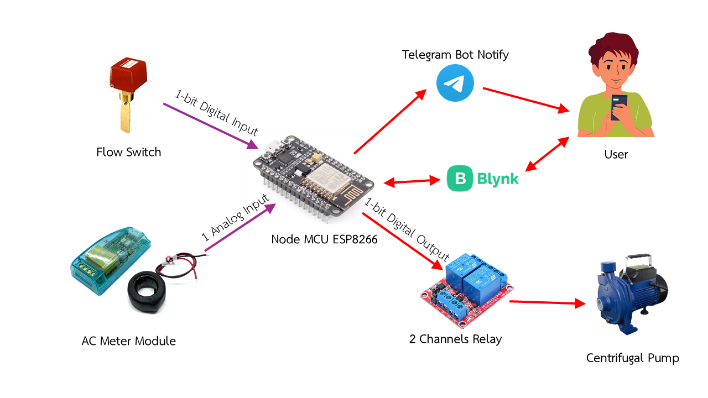 Telegram Bot Notify
1-bit Digital Input
Flow Switch
User
B Blynk
1 Analog Input
1-bit Digital Output
Node MCU ESP8266
AC Meter Module
2 Channels Relay
Centrifugal Pump